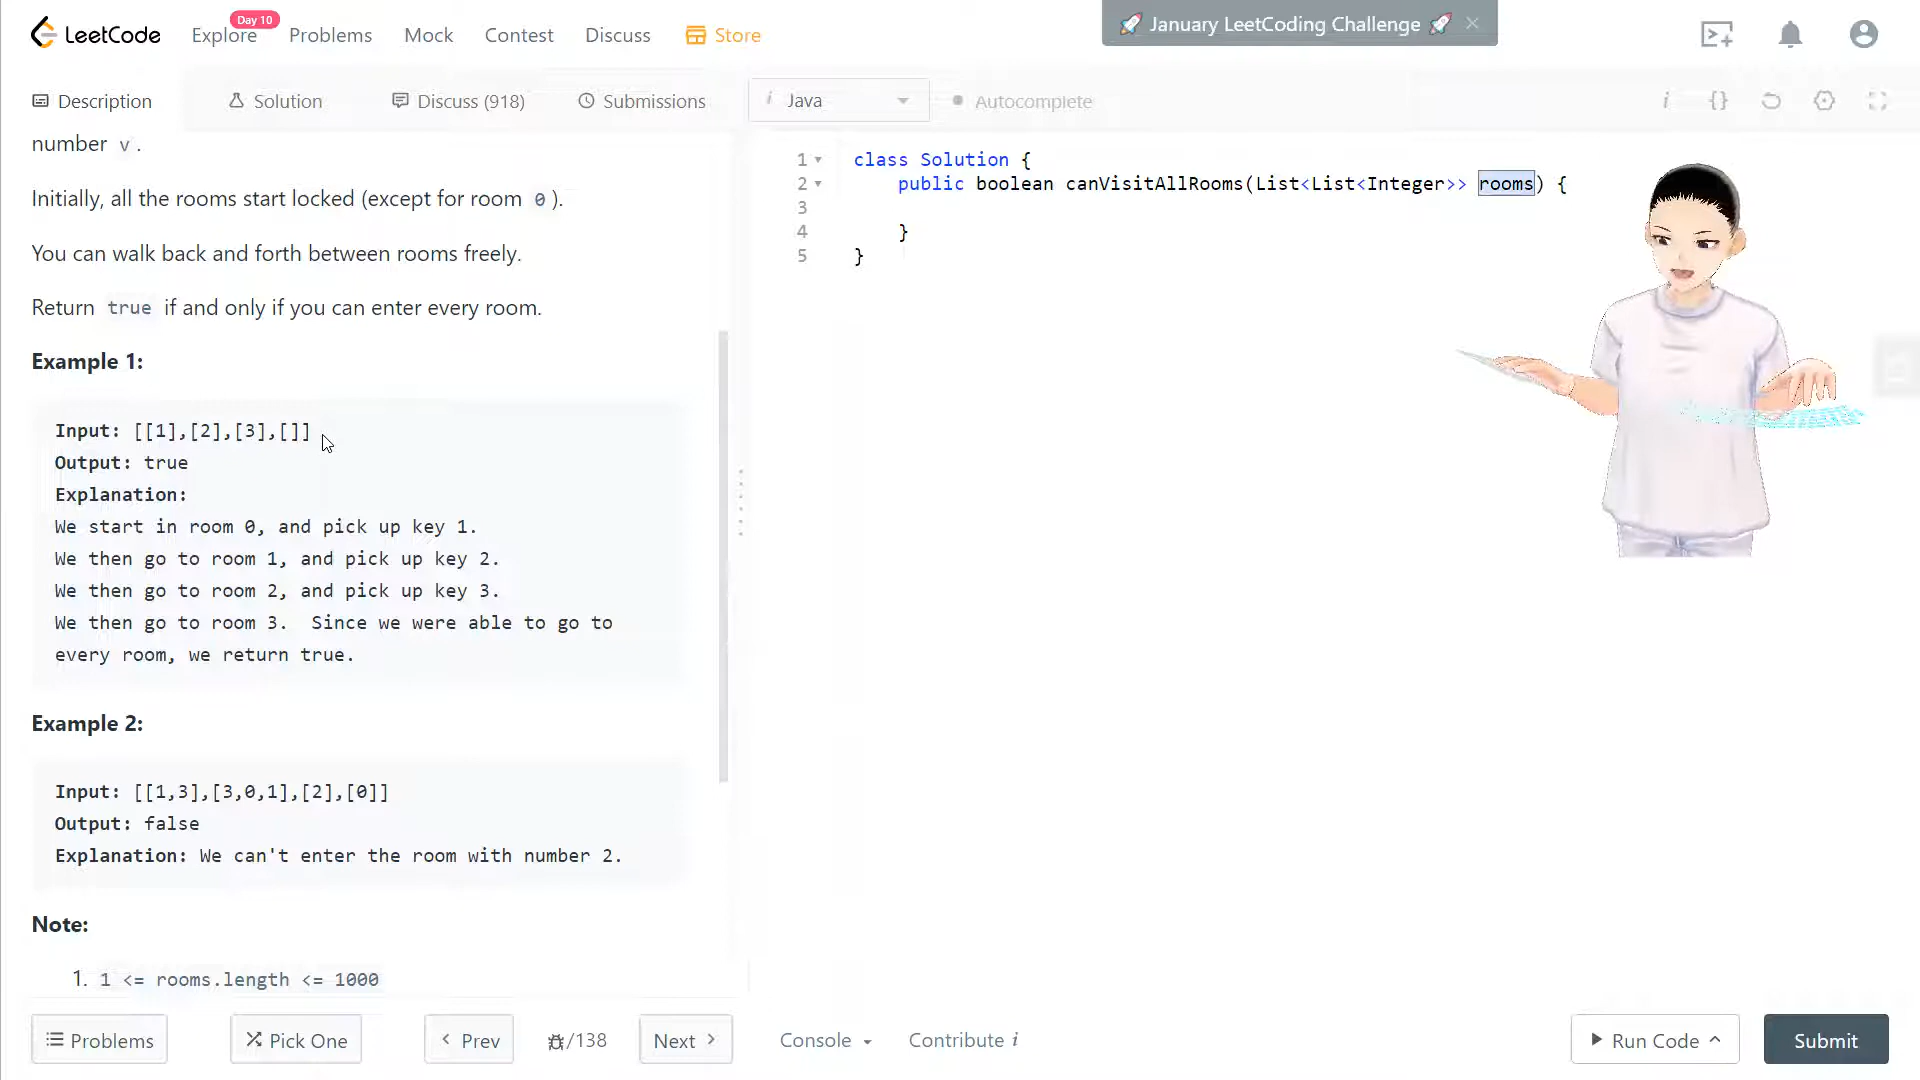 LeetCode
Explore
Day 10
Problems
Mock
Contest
Discuss
Store
🚀 January LeetCoding Challenge 🚀 ×
Description
Solution
Discuss (918)
Submissions
i Java
Autocomplete
i {}
number v.
Initially, all the rooms start locked (except for room 0).
You can walk back and forth between rooms freely.
Return true if and only if you can enter every room.
Example 1:
Input: [[1],[2],[3],[]]
Output: true
Explanation:
We start in room 0, and pick up key 1.
We then go to room 1, and pick up key 2.
We then go to room 2, and pick up key 3.
We then go to room 3.  Since we were able to go to
every room, we return true.
Example 2:
Input: [[1,3],[3,0,1],[2],[0]]
Output: false
Explanation: We can't enter the room with number 2.
Note:
1. 1 <= rooms.length <= 1000
1 class Solution {
2     public boolean canVisitAllRooms(List<List<Integer>> rooms) {
3
4     }
5 }
Problems
Pick One
< Prev
/138
Next >
Console
Contribute i
Run Code
Submit